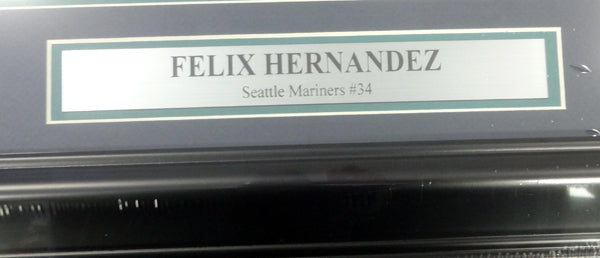 FELIX HERNANDEZ
Seattle Mariners #34